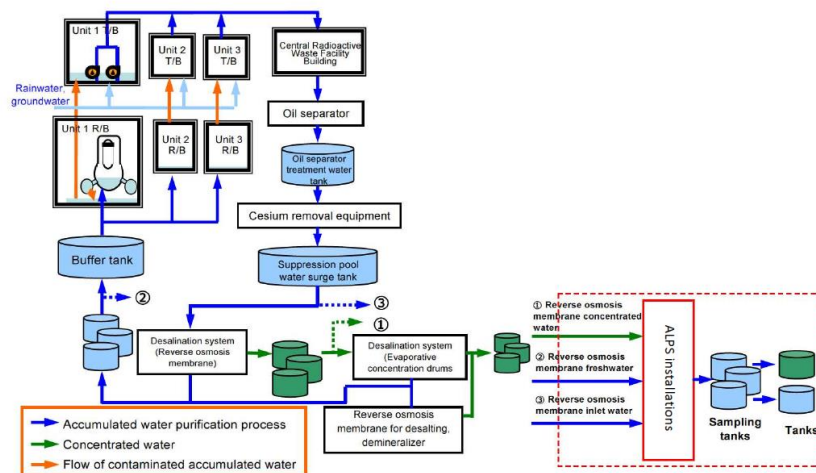 Unit 1 T/B
Unit 2
T/B
Unit 3
T/B
Central Radioactive
Waste Facility
Building
Rainwater,
groundwater
Oil separator
Unit 1 R/B
Unit 2
R/B
Unit 3
R/B
Oil separator
treatment water
tank
Cesium removal equipment
Buffer tank
Suppression pool
water surge tank
②
③
①
Desalination system
(Reverse osmosis
membrane)
Desalination system
(Evaporative
concentration drums)
Reverse osmosis
membrane for desalting,
demineralizer
① Reverse osmosis
membrane concentrated
water
② Reverse osmosis
membrane freshwater
③ Reverse osmosis
membrane inlet water
ALPS installations
Sampling
tanks
Tanks
Accumulated water purification process
Concentrated water
Flow of contaminated accumulated water